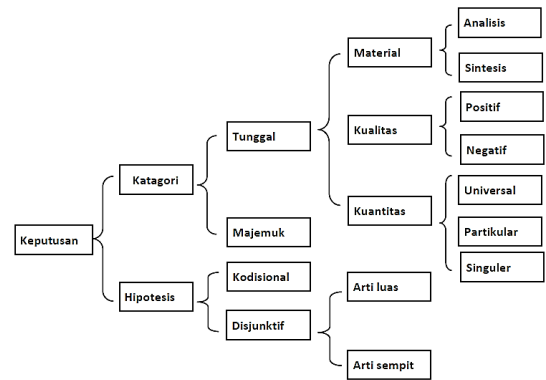 Analisis
Material
Sintesis
Positif
Tunggal
Kualitas
Negatif
Katagori
Universal
Kuantitas
Keputusan
Majemuk
Partikular
Singuler
Kodisional
Hipotesis
Arti luas
Disjunktif
Arti sempit